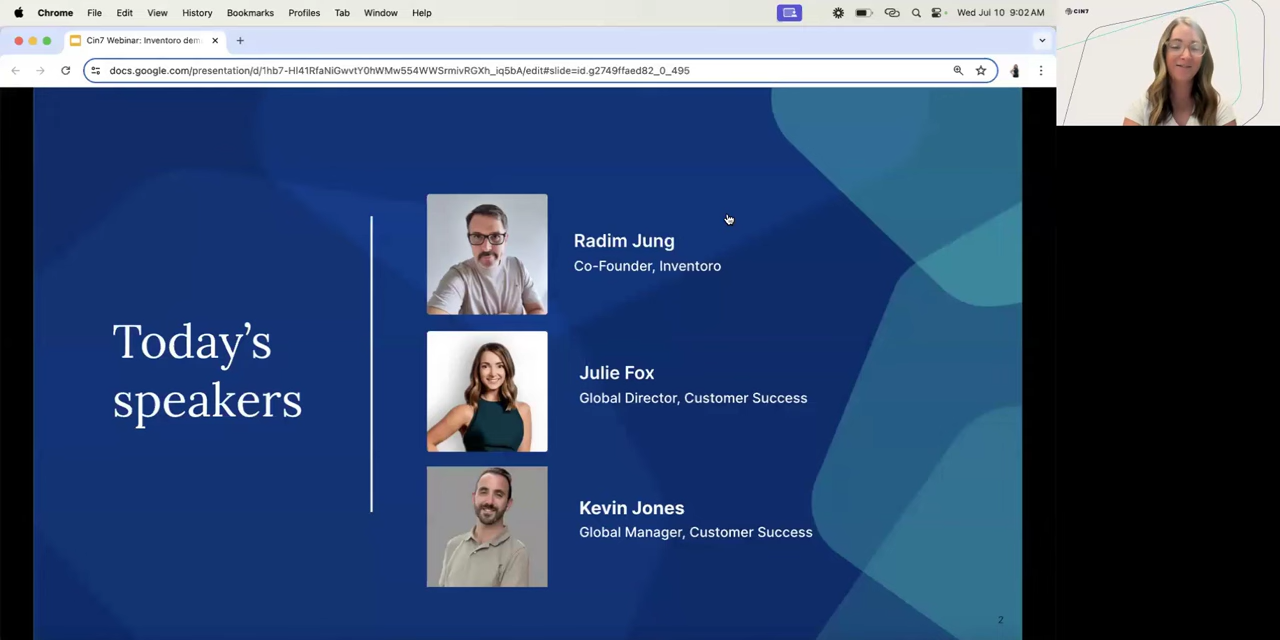 Chrome File Edit View History Bookmarks Profiles Tab Window Help Wed Jul 10 9:02 AM
Cin7 Webinar: Inventoro dem
docs.google.com/presentation/d/1hb7-Hl41RfaNiGwvtY0hWMw554WWSrmivRGXh_iq5bA/edit#slide=id.g2749ffaed82_0_495
CIN7
Today's
speakers
Radim Jung
Co-Founder, Inventoro
Julie Fox
Global Director, Customer Success
Kevin Jones
Global Manager, Customer Success
2